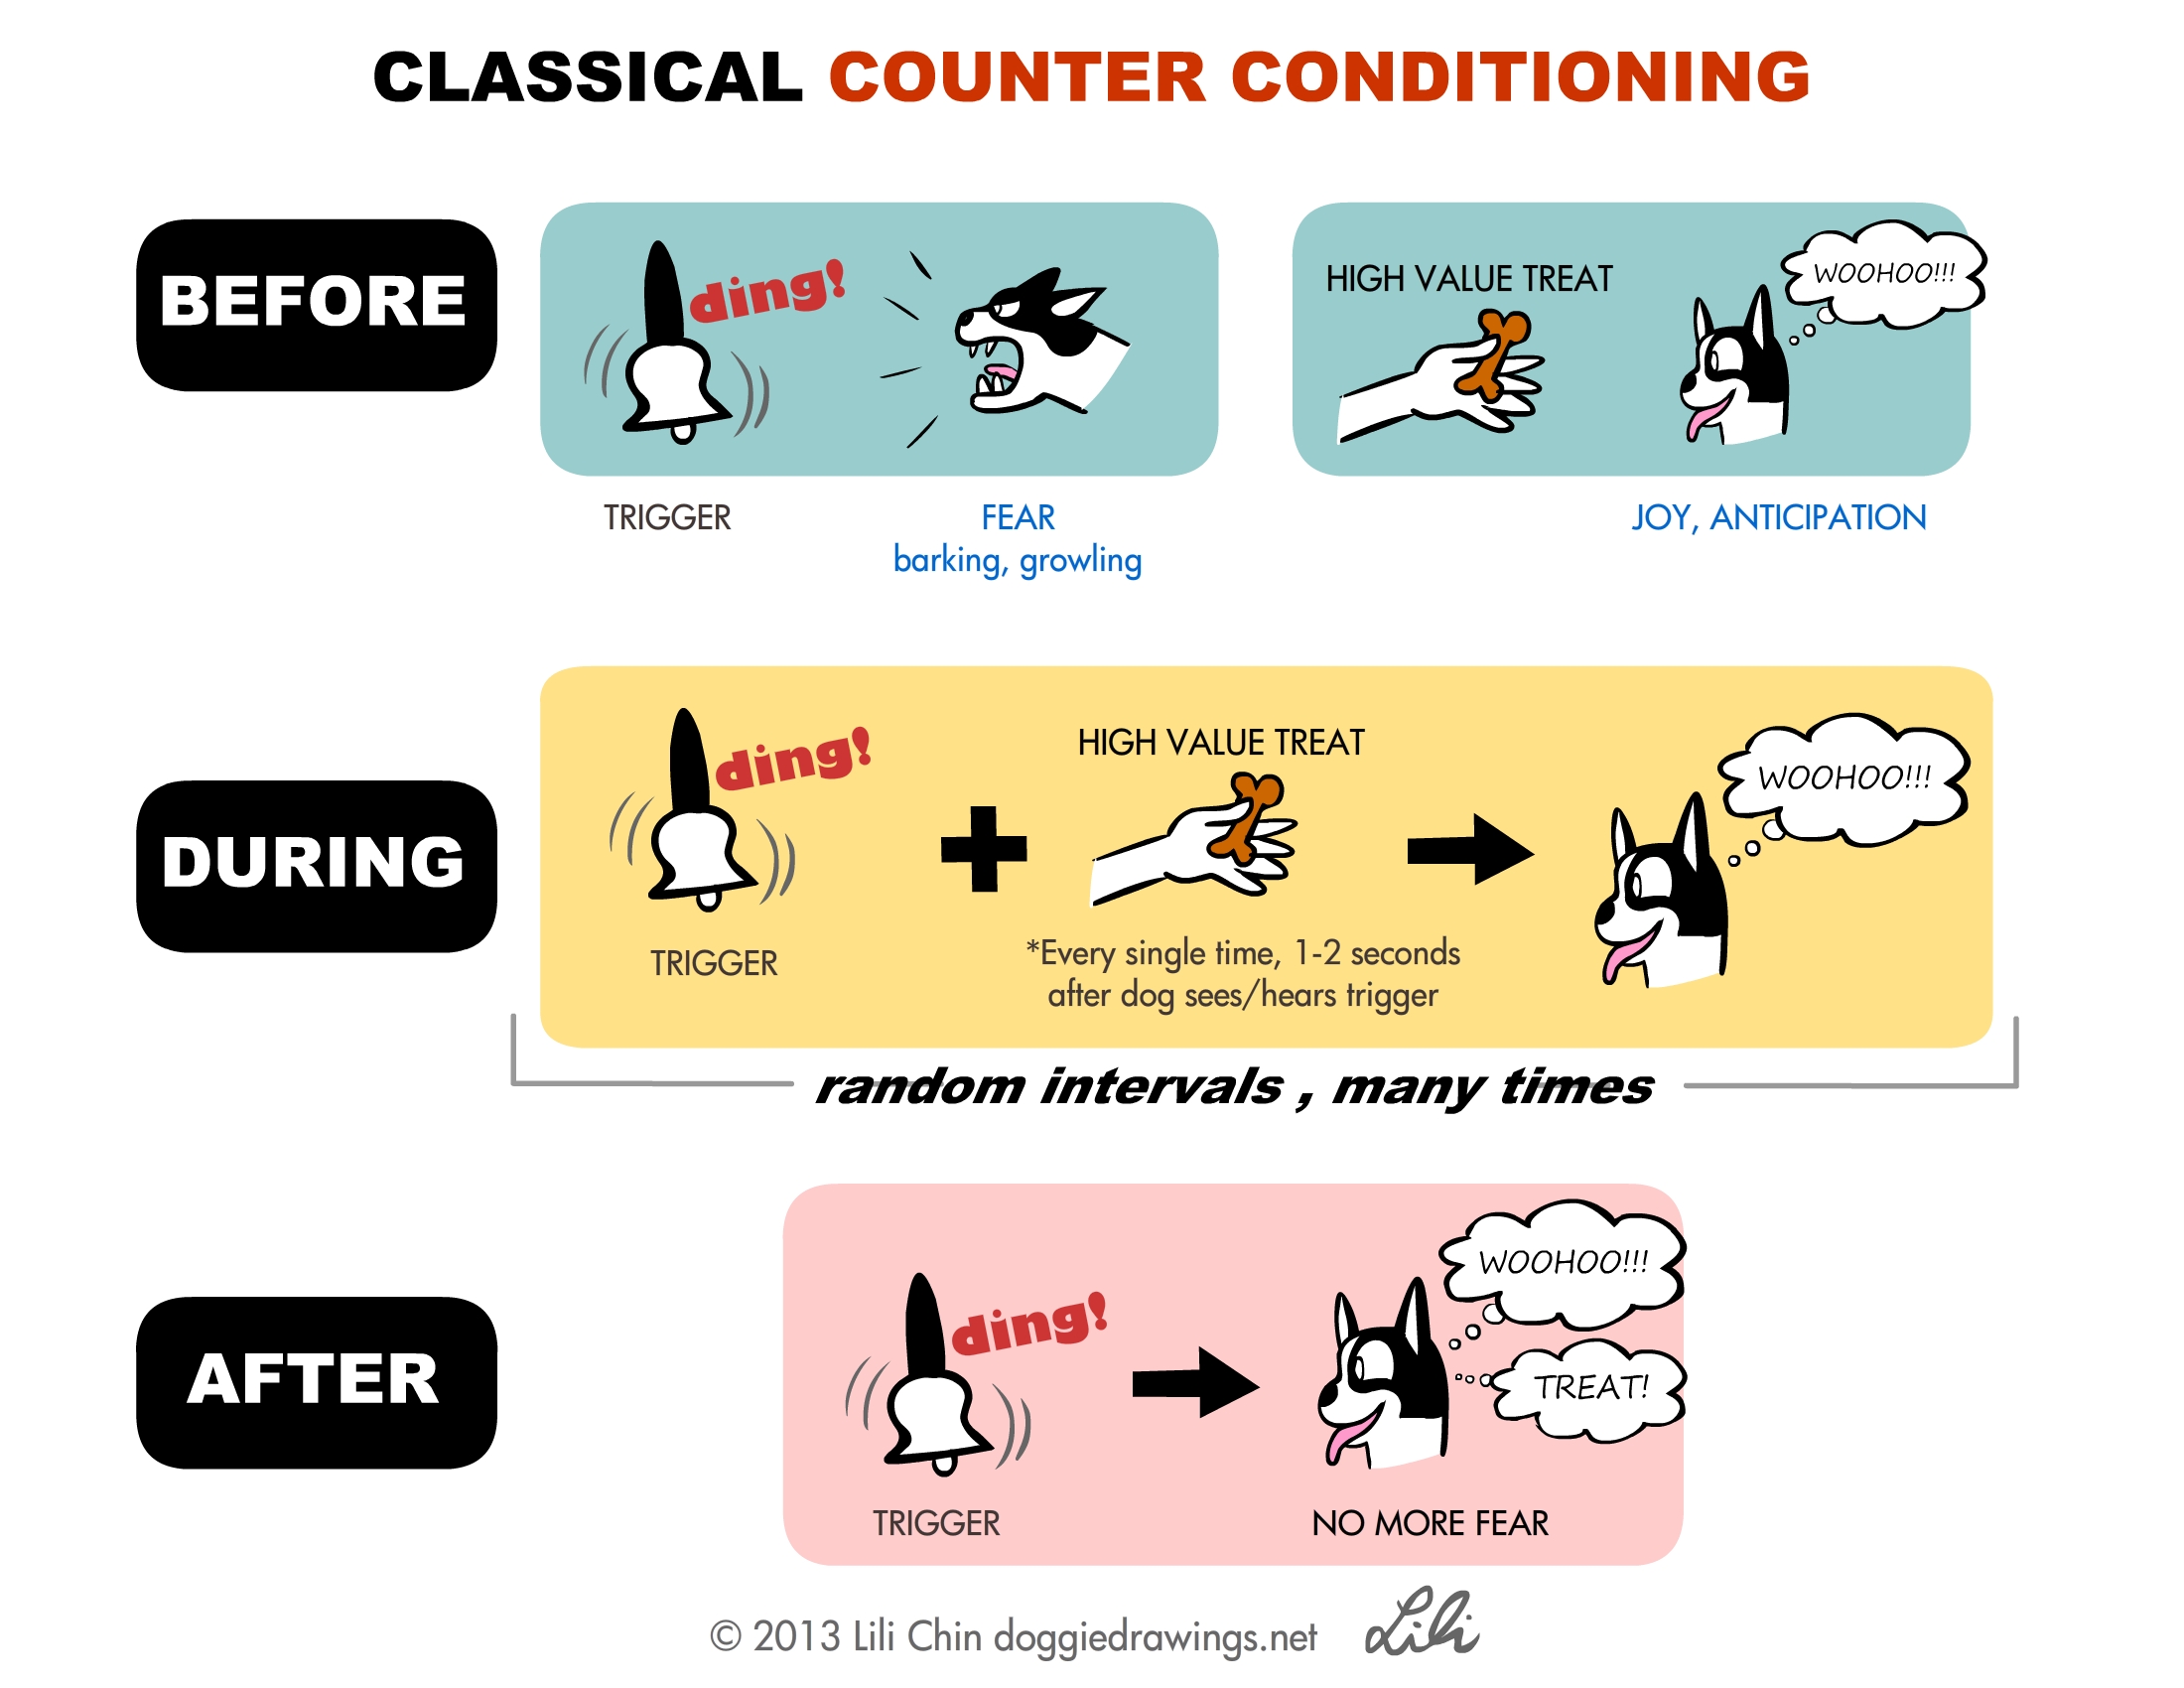 CLASSICAL COUNTER CONDITIONING
BEFORE
ding!
HIGH VALUE TREAT
WOOHOO!!!
TRIGGER
FEAR
barking, growling
JOY, ANTICIPATION
DURING
ding!
HIGH VALUE TREAT
WOOHOO!!!
TRIGGER
*Every single time, 1-2 seconds
after dog sees/hears trigger
random intervals , many times
AFTER
ding!
WOOHOO!!!
TREAT!
TRIGGER
NO MORE FEAR
© 2013 Lili Chin doggiedrawings.net
Lili